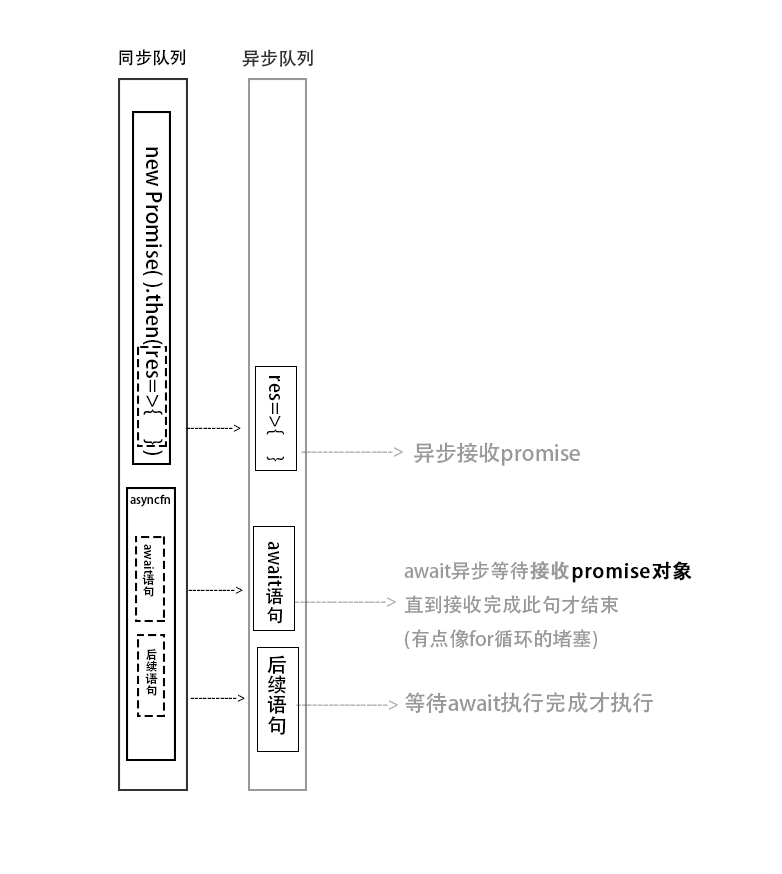 同步队列
异步队列
new Promise( ).then(res=>{ })
res=>{ }
异步接收promise
asyncfn
await语句
await语句
await异步等待接收promise对象
直到接收完成此句才结束
(有点像for循环的堵塞)
后续语句
后续语句
等待await执行完成才执行